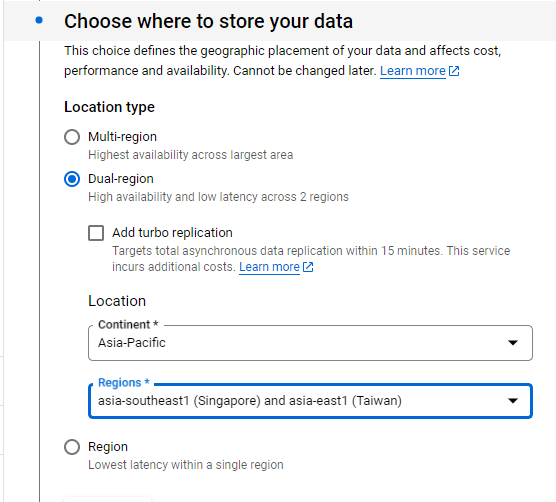 Choose where to store your data
This choice defines the geographic placement of your data and affects cost,
performance and availability. Cannot be changed later. Learn more
Location type
Multi-region
Highest availability across largest area
Dual-region
High availability and low latency across 2 regions
Add turbo replication
Targets total asynchronous data replication within 15 minutes. This service
incurs additional costs. Learn more
Location
Continent *
Asia-Pacific
Regions *
asia-southeast1 (Singapore) and asia-east1 (Taiwan)
Region
Lowest latency within a single region